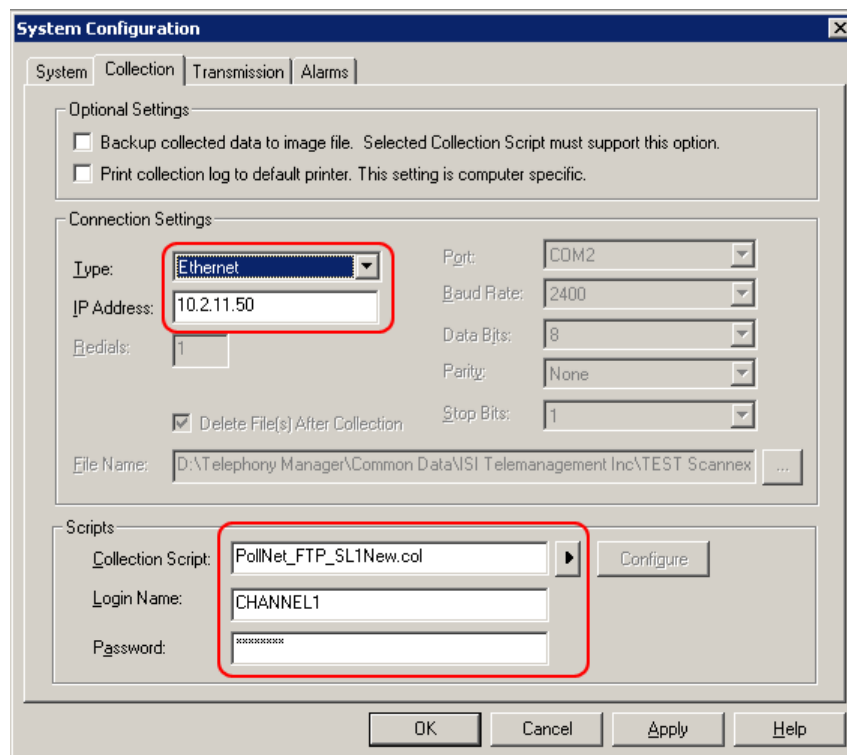 System Configuration
System Collection Transmission Alarms
Optional Settings
Backup collected data to image file. Selected Collection Script must support this option.
Print collection log to default printer. This setting is computer specific.
Connection Settings
Type: Ethernet
IP Address: 10.2.11.50
Redials: 1
Port: COM2
Baud Rate: 2400
Data Bits: 8
Parity: None
Stop Bits: 1
Delete File(s) After Collection
File Name: D:\Telephony Manager\Common Data\ISI Telemanagement Inc\TEST Scannex ...
Scripts
Collection Script: PollNet_FTP_SL1New.col Configure
Login Name: CHANNEL1
Password: ********
OK Cancel Apply Help